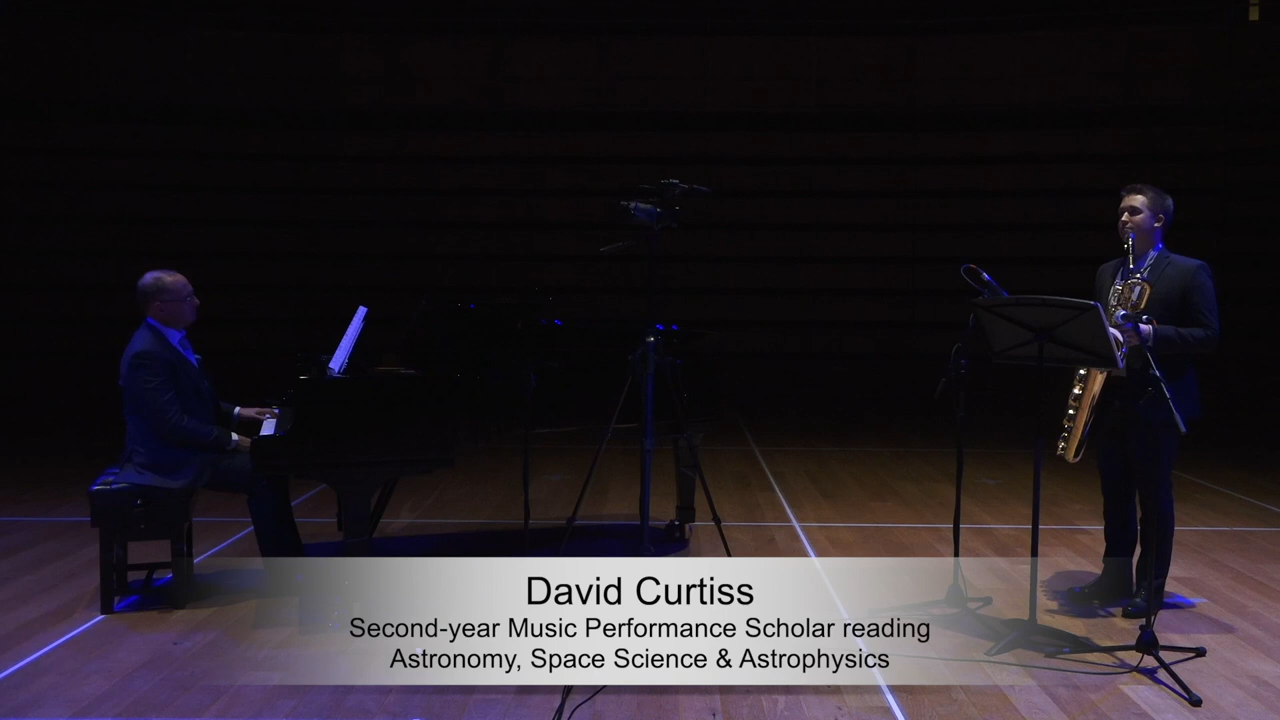 David Curtiss
Second-year Music Performance Scholar reading
Astronomy, Space Science & Astrophysics